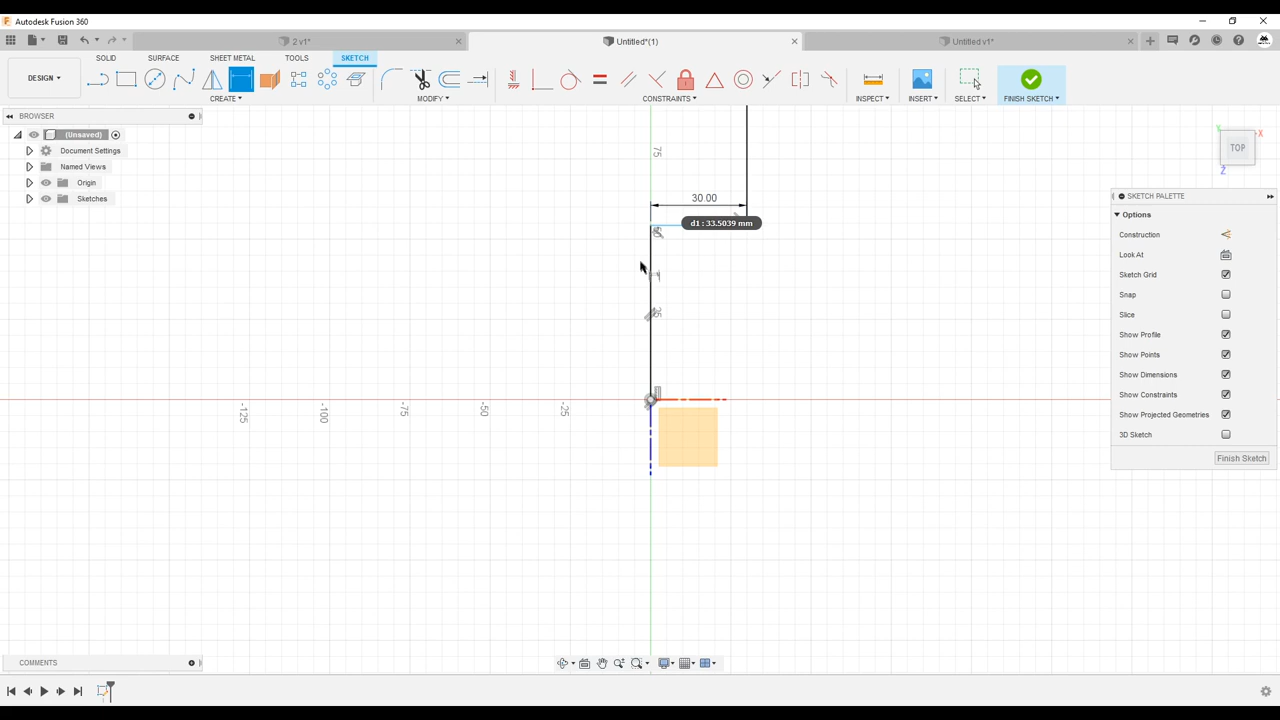 Autodesk Fusion 360
2 v1*
Untitled*(1)
Untitled v1*
DESIGN
SOLID
SURFACE
SHEET METAL
TOOLS
SKETCH
CREATE
MODIFY
CONSTRAINTS
INSPECT
INSERT
SELECT
FINISH SKETCH
BROWSER
(Unsaved)
Document Settings
Named Views
Origin
Sketches
TOP
X
Y
Z
75
30.00
d1 : 33.5039 mm
25
-125
-100
-75
-50
-25
SKETCH PALETTE
Options
Construction
Look At
Sketch Grid
Snap
Slice
Show Profile
Show Points
Show Dimensions
Show Constraints
Show Projected Geometries
3D Sketch
Finish Sketch
COMMENTS